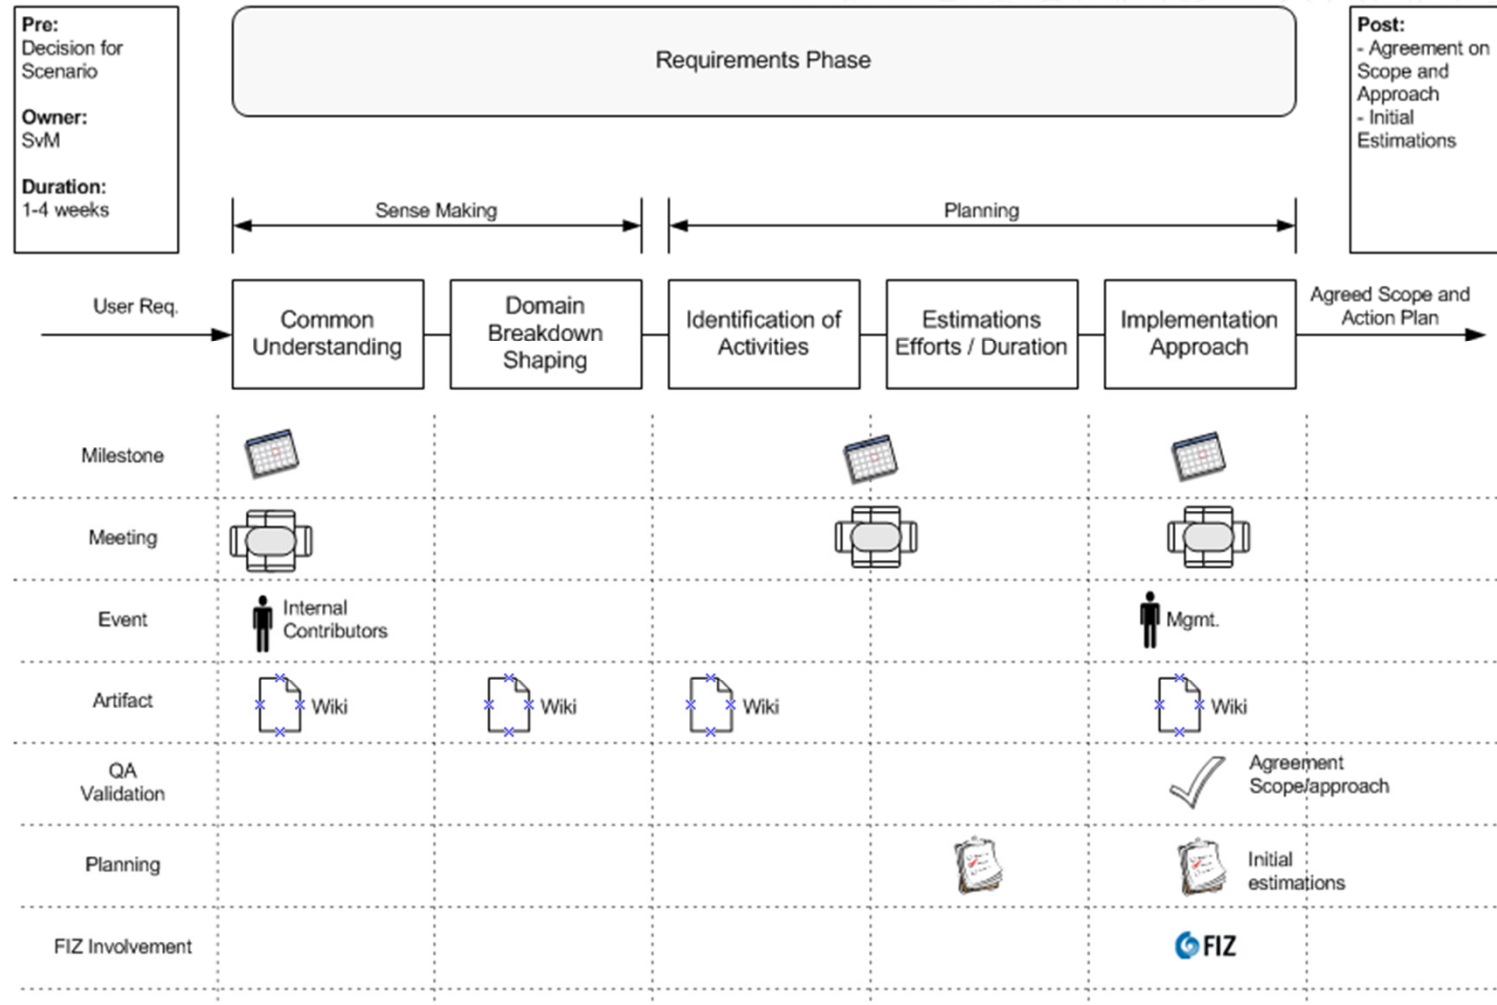 Pre:
Decision for
Scenario
Owner:
SvM
Duration:
1-4 weeks
Requirements Phase
Post:
- Agreement on
Scope and
Approach
- Initial
Estimations
Sense Making
Planning
User Req.
Common
Understanding
Domain
Breakdown
Shaping
Identification of
Activities
Estimations
Efforts / Duration
Implementation
Approach
Agreed Scope and
Action Plan
Milestone
Meeting
Event
Internal
Contributors
Mgmt.
Artifact
Wiki
Wiki
Wiki
Wiki
QA
Validation
Agreement
Scope/approach
Planning
Initial
estimations
FIZ Involvement
FIZ